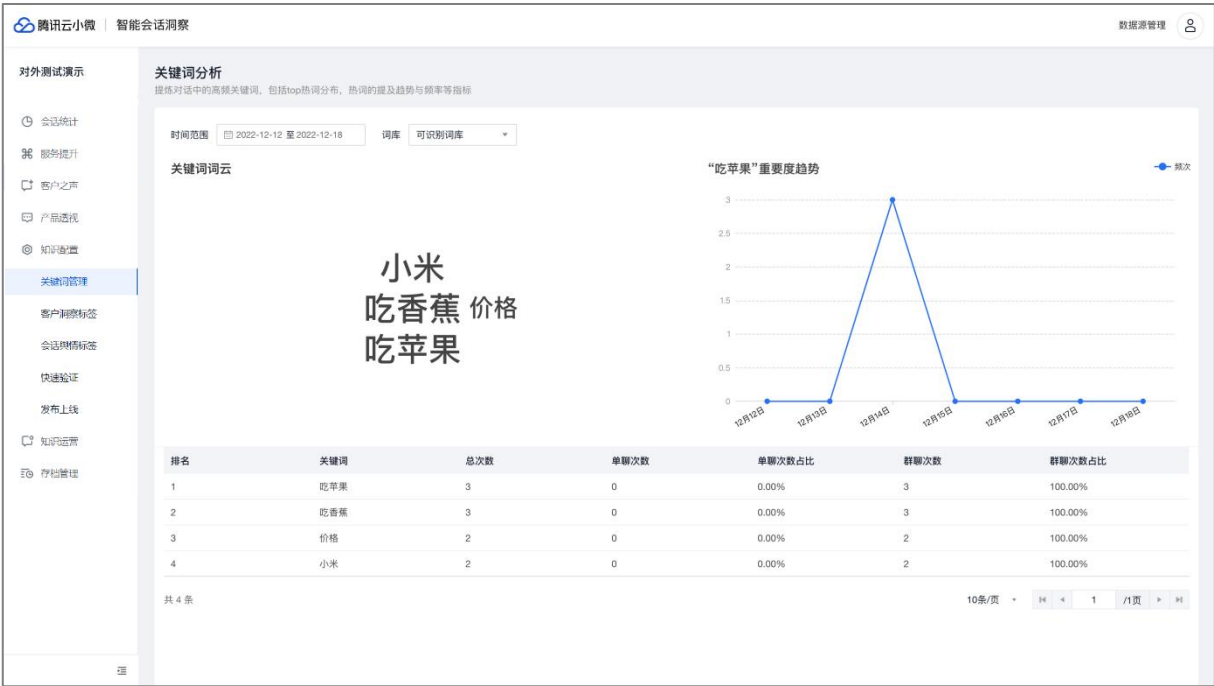 腾讯云小微 | 智能会话洞察
数据源管理
对外测试演示
会话统计
服务提升
客户之声
产品透视
知识配置
关键词管理
客户洞察标签
会话舆情标签
快速验证
发布上线
知识运营
存档管理
关键词分析
提炼对话中的高频关键词，包括top热词分布，热词的提及趋势与频率等指标
时间范围 2022-12-12 至 2022-12-18 词库 可识别词库
关键词词云
小米
吃香蕉 价格
吃苹果
“吃苹果”重要度趋势
频次
3
2.5
2
1.5
1
0.5
0
12月12日 12月13日 12月14日 12月15日 12月16日 12月17日 12月18日
排名 关键词 总次数 单聊次数 单聊次数占比 群聊次数 群聊次数占比
1 吃苹果 3 0 0.00% 3 100.00%
2 吃香蕉 3 0 0.00% 3 100.00%
3 价格 2 0 0.00% 2 100.00%
4 小米 2 0 0.00% 2 100.00%
共 4 条
10条/页 1 /1页